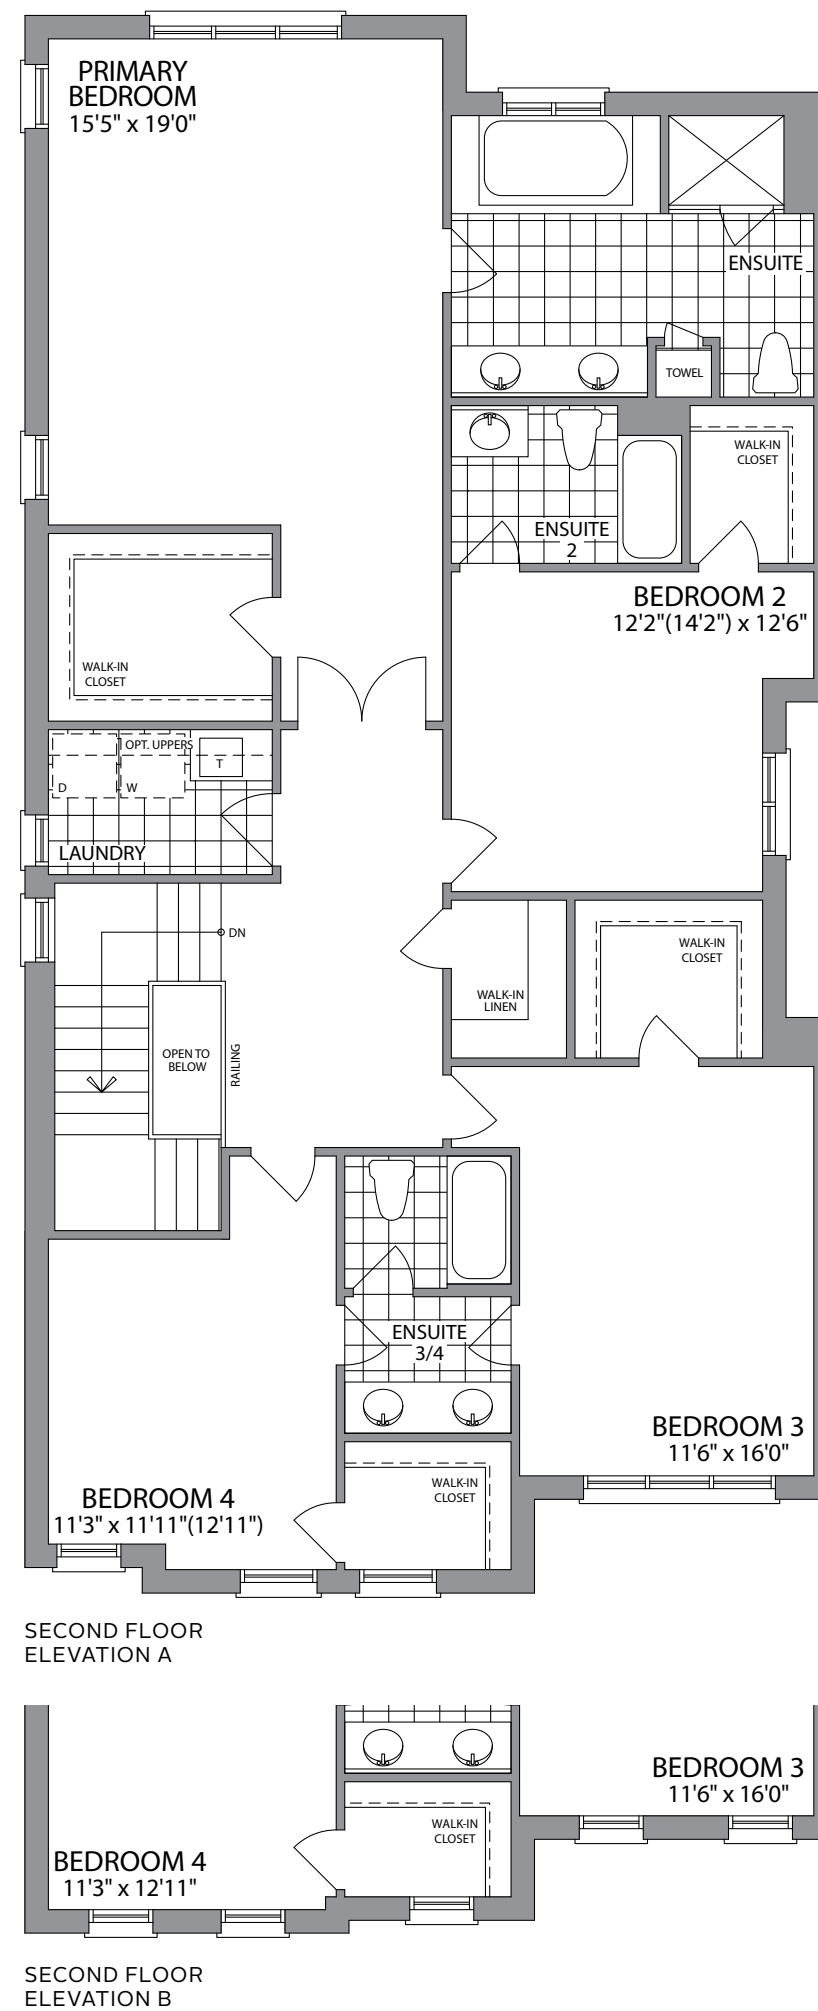 PRIMARY
BEDROOM
15'5" x 19'0"
ENSUITE
TOWEL
WALK-IN
CLOSET
ENSUITE
2
BEDROOM 2
12'2"(14'2") x 12'6"
WALK-IN
CLOSET
OPT. UPPERS
T
D
W
LAUNDRY
DN
WALK-IN
CLOSET
WALK-IN
LINEN
OPEN TO
BELOW
RAILING
ENSUITE
3/4
BEDROOM 3
11'6" x 16'0"
WALK-IN
CLOSET
BEDROOM 4
11'3" x 11'11"(12'11")
SECOND FLOOR
ELEVATION A
BEDROOM 3
11'6" x 16'0"
WALK-IN
CLOSET
BEDROOM 4
11'3" x 12'11"
SECOND FLOOR
ELEVATION B